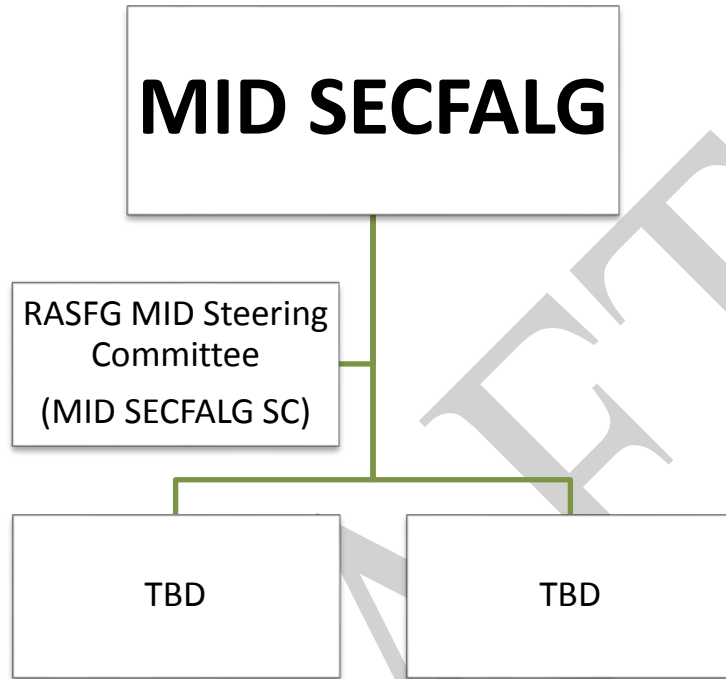 MID SECFALG
RASFG MID Steering
Committee
(MID SECFALG SC)
TBD
TBD